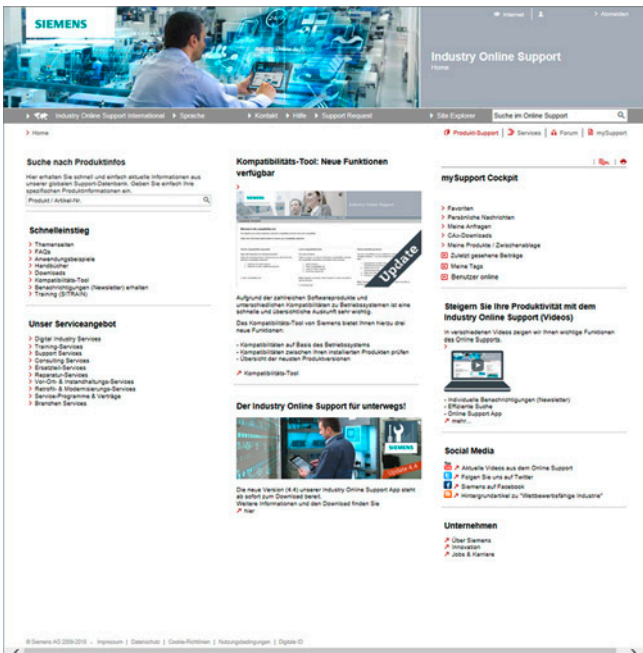 SIEMENS
Internet
Abmelden
Industry Online Support
Home
Industry Online Support International
Sprache
Kontakt
Hilfe
Support Request
Site Explorer
Suche im Online Support
Home
Produkt-Support
Services
Forum
mySupport
Suche nach Produktinfos
Hier erhalten Sie schnell und einfach aktuelle Informationen aus
unserer globalen Support-Datenbank. Geben Sie einfach Ihre
spezifischen Produktinformationen ein.
Produkt / Artikel-Nr.
Schnelleinstieg
Themenseiten
FAQs
Anwendungsbeispiele
Handbücher
Downloads
Kompatibilitäts-Tool
Benachrichtigungen (Newsletter) erhalten
Training (SITRAIN)
Unser Serviceangebot
Digital Industry Services
Training-Services
Support Services
Consulting Services
Ersatzteil-Services
Reparatur-Services
Vor-Ort- & Instandhaltungs-Services
Retrofit- & Modernisierungs-Services
Service-Programme & Verträge
Branchen Services
Kompatibilitäts-Tool: Neue Funktionen
verfügbar
Update
Aufgrund der zahlreichen Softwareprodukte und
unterschiedlichen Kompatibilitäten zu Betriebssystemen ist eine
schnelle und übersichtliche Auskunft sehr wichtig.
Das Kompatibilitäts-Tool von Siemens bietet Ihnen hierzu drei
neue Funktionen:
- Kompatibilitäten auf Basis des Betriebssystems
- Kompatibilitäten zwischen Ihren installierten Produkten prüfen
- Übersicht der neusten Produktversionen
Kompatibilitäts-Tool
Der Industry Online Support für unterwegs!
SIEMENS
Update 4.4
Die neue Version (4.4) unserer Industry Online Support App steht
ab sofort zum Download bereit.
Weitere Informationen und den Download finden Sie
hier
mySupport Cockpit
Favoriten
Persönliche Nachrichten
Meine Anfragen
CAx-Downloads
Meine Produkte / Zwischenablage
Zuletzt gesehene Beiträge
Meine Tags
Benutzer online
Steigern Sie Ihre Produktivität mit dem
Industry Online Support (Videos)
In verschiedenen Videos zeigen wir Ihnen wichtige Funktionen
des Online Supports.
- Individuelle Benachrichtigungen (Newsletter)
- Effiziente Suche
- Online Support App
mehr...
Social Media
Aktuelle Videos aus dem Online Support
Folgen Sie uns auf Twitter
Siemens auf Facebook
Hintergrundartikel zu "Wettbewerbsfähige Industrie"
Unternehmen
Über Siemens
Innovation
Jobs & Karriere
© Siemens AG 2009-2018 - Impressum | Datenschutz | Cookie-Richtlinien | Nutzungsbedingungen | Digitale ID